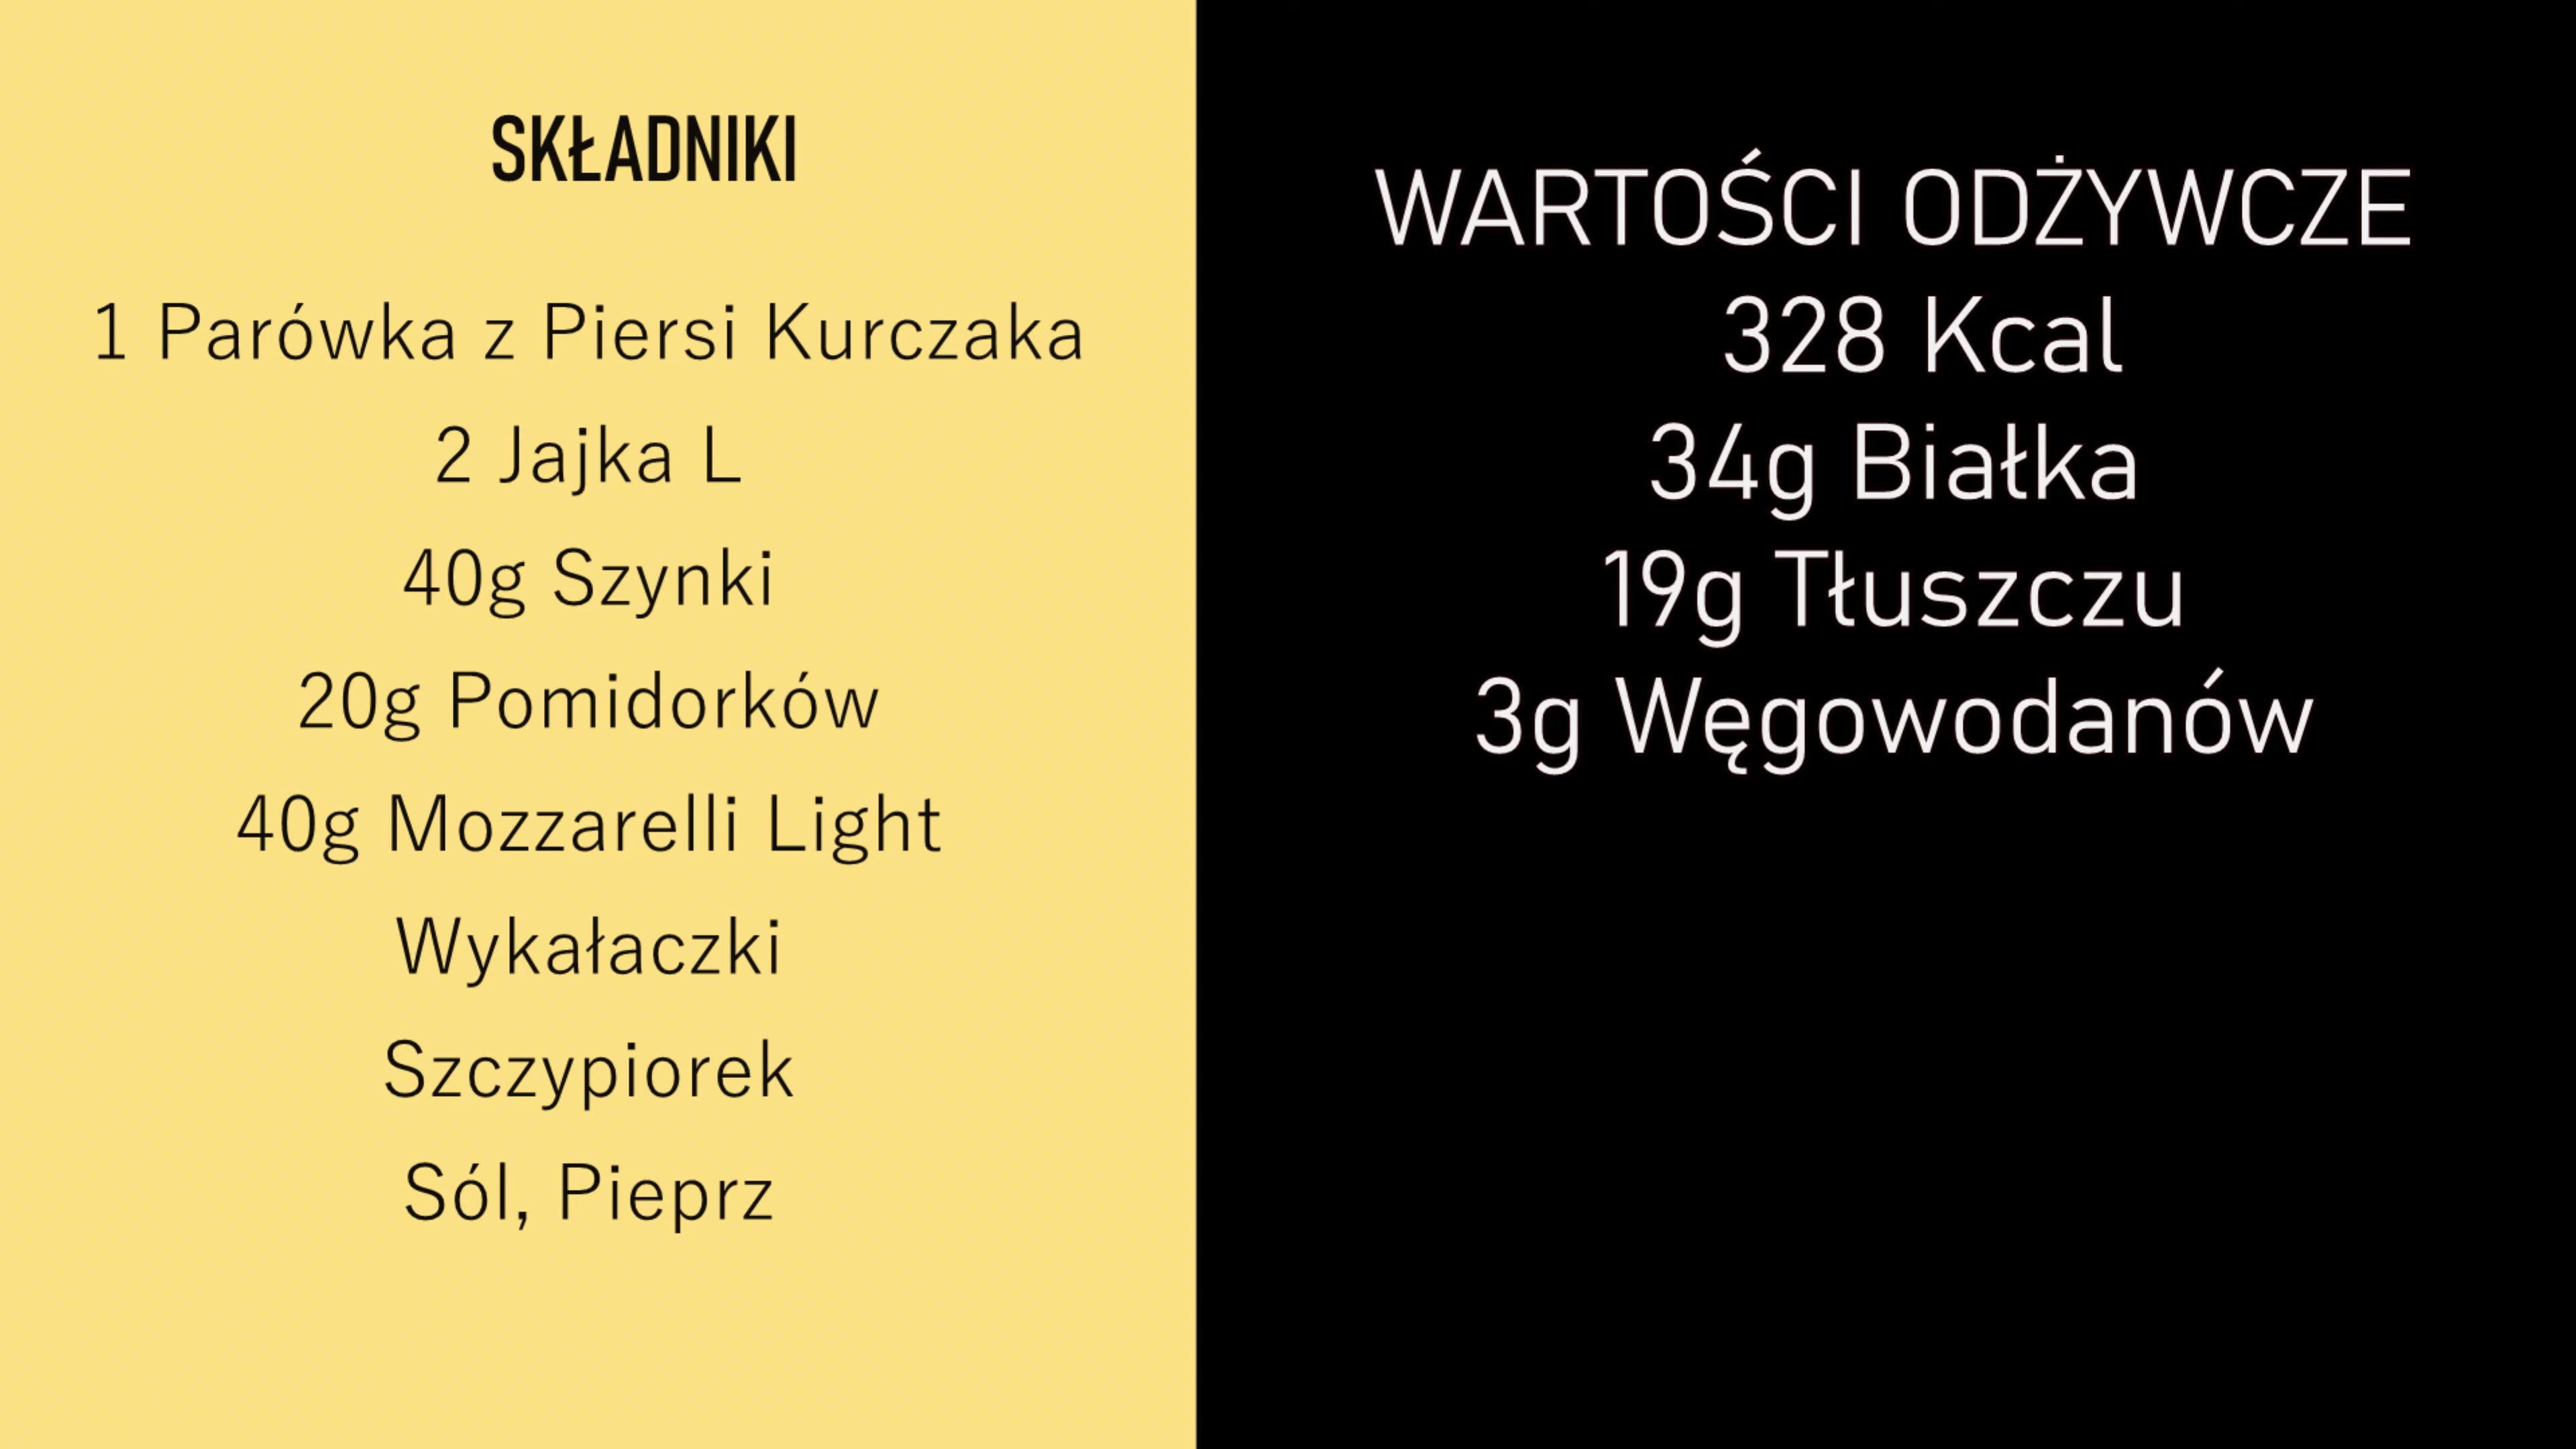 SKŁADNIKI
1 Parówka z Piersi Kurczaka
2 Jajka L
40g Szynki
20g Pomidorków
40g Mozzarelli Light
Wykałaczki
Szczypiorek
Sól, Pieprz
WARTOŚCI ODŻYWCZE
328 Kcal
34g Białka
19g Tłuszczu
3g Węgowodanów